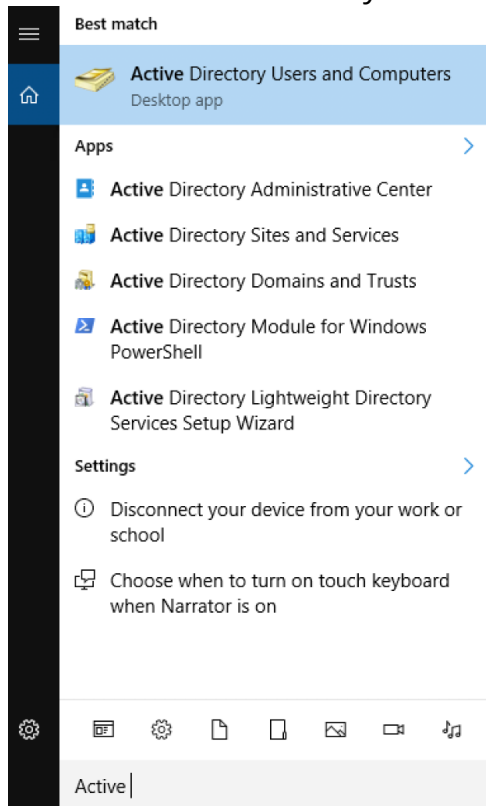 Best match
Active Directory Users and Computers
Desktop app
Apps
Active Directory Administrative Center
Active Directory Sites and Services
Active Directory Domains and Trusts
Active Directory Module for Windows
PowerShell
Active Directory Lightweight Directory
Services Setup Wizard
Settings
Disconnect your device from your work or
school
Choose when to turn on touch keyboard
when Narrator is on
Active